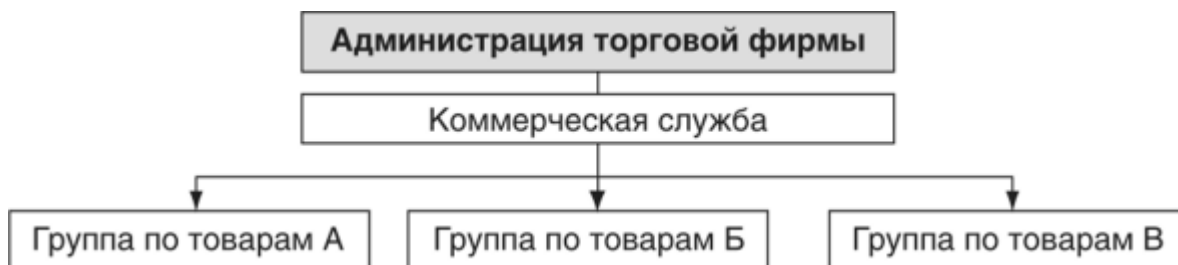 Администрация торговой фирмы
Коммерческая служба
Группа по товарам А
Группа по товарам Б
Группа по товарам В